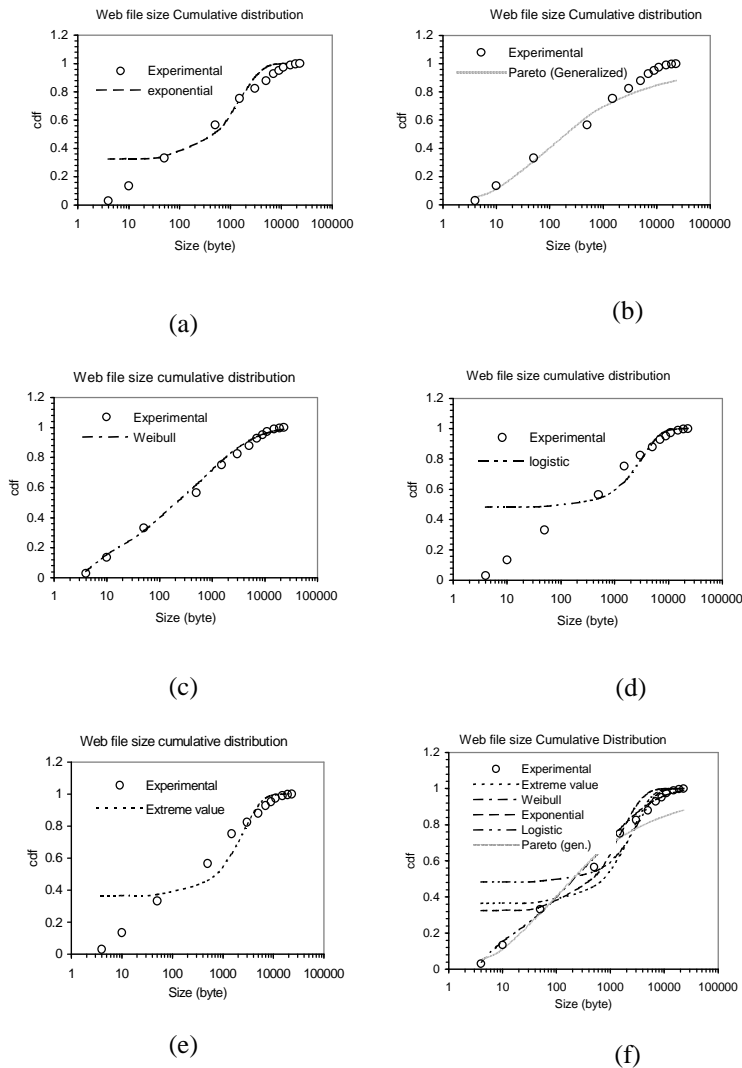 Web file size Cumulative distribution
1.2
1
0.8
0.6
0.4
0.2
0
cdf
Experimental
exponential
1 10 100 1000 10000 100000
Size (byte)
(a)
Web file size Cumulative distribution
1.2
1
0.8
0.6
0.4
0.2
0
cdf
Experimental
Pareto (Generalized)
1 10 100 1000 10000 100000
Size (byte)
(b)
Web file size cumulative distribution
1.2
1
0.8
0.6
0.4
0.2
0
cdf
Experimental
Weibull
1 10 100 1000 10000 100000
Size (byte)
(c)
Web file size cumulative distribution
1.2
1
0.8
0.6
0.4
0.2
0
cdf
Experimental
logistic
1 10 100 1000 10000 100000
Size (byte)
(d)
Web file size cumulative distribution
1.2
1
0.8
0.6
0.4
0.2
0
cdf
Experimental
Extreme value
1 10 100 1000 10000 100000
Size (byte)
(e)
Web file size Cumulative Distribution
1.2
1
0.8
0.6
0.4
0.2
0
cdf
Experimental
Extreme value
Weibull
Exponential
Logistic
Pareto (gen.)
1 10 100 1000 10000 100000
Size (byte)
(f)